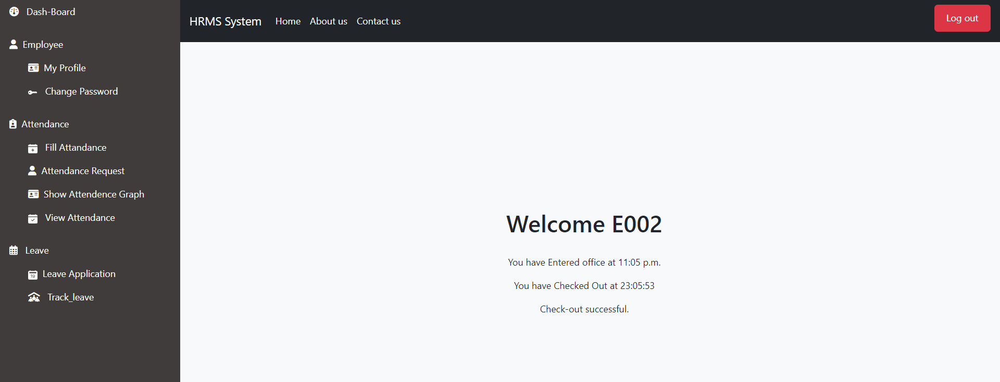 Dash-Board
Employee
My Profile
Change Password
Attendance
Fill Attandance
Attendance Request
Show Attendence Graph
View Attendance
Leave
19
Leave Application
Track_leave
HRMS System
Home
About us
Contact us
Log out
Welcome E002
You have Entered office at 11:05 p.m.
You have Checked Out at 23:05:53
Check-out successful.